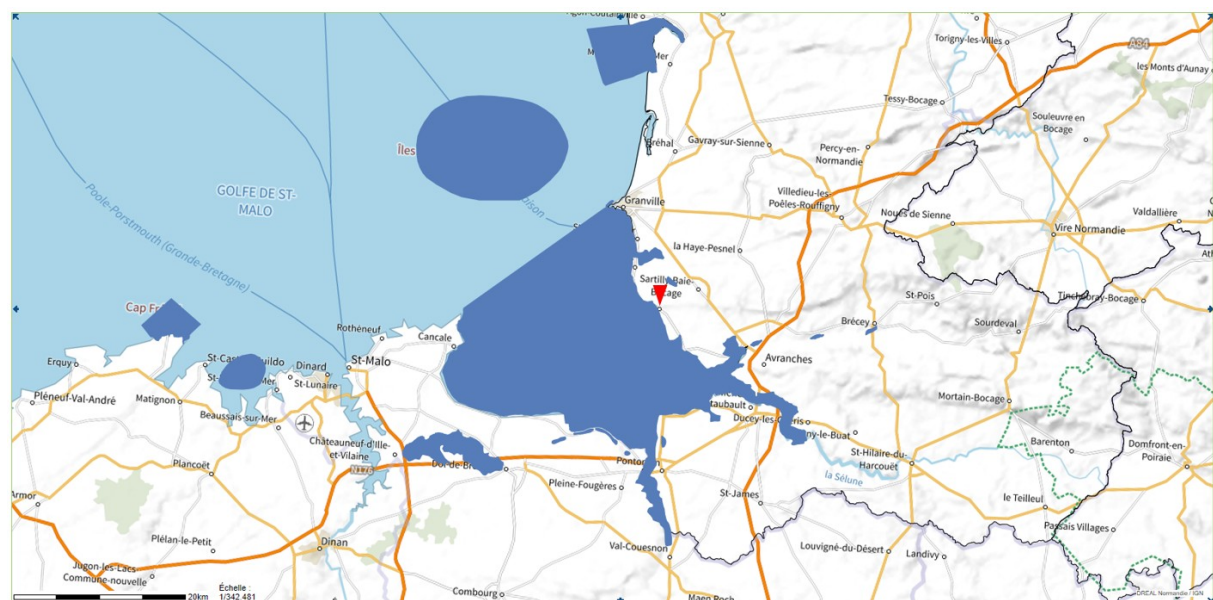 Torigny-les-Villes
A84
les Monts d'Aunay
Tessy-Bocage
Souleuvre en
Bocage
Îles
Bréhal
Gavray-sur-Sienne
Percy-en-
Normandie
GOLFE DE ST-
MALO
Poole-Porstmouth (Grande-Bretagne)
Granville
Villedieu-les-
Poêles-Rouffigny
Noues de Sienne
Valdallière
Vire Normandie
la Haye-Pesnel
Sartilly-Baie-
Bocage
St-Pois
Tinchebray-Bocage
Brécey
Sourdeval
Rothéneuf
Cancale
St-Malo
Erquy
Dinard
St-Lunaire
Avranches
Pléneuf-Val-André
Matignon
Beaussais-sur-Mer
Mortain-Bocage
Barenton
Domfront-en-
Poiraie
Châteauneuf-d'Ille-
et-Vilaine
N176
Plancoët
St-Hilaire-du-
Harcouët
la Sélune
Pleine-Fougères
St-James
le Teilleul
Passais Villages
Plélan-le-Petit
Dinan
Val-Couesnon
Louvigné-du-Désert
Landivy
Jugon-les-Lacs
Commune-nouvelle
Combourg
20km
Échelle :
1/342 481
DREAL Normandie / IGN